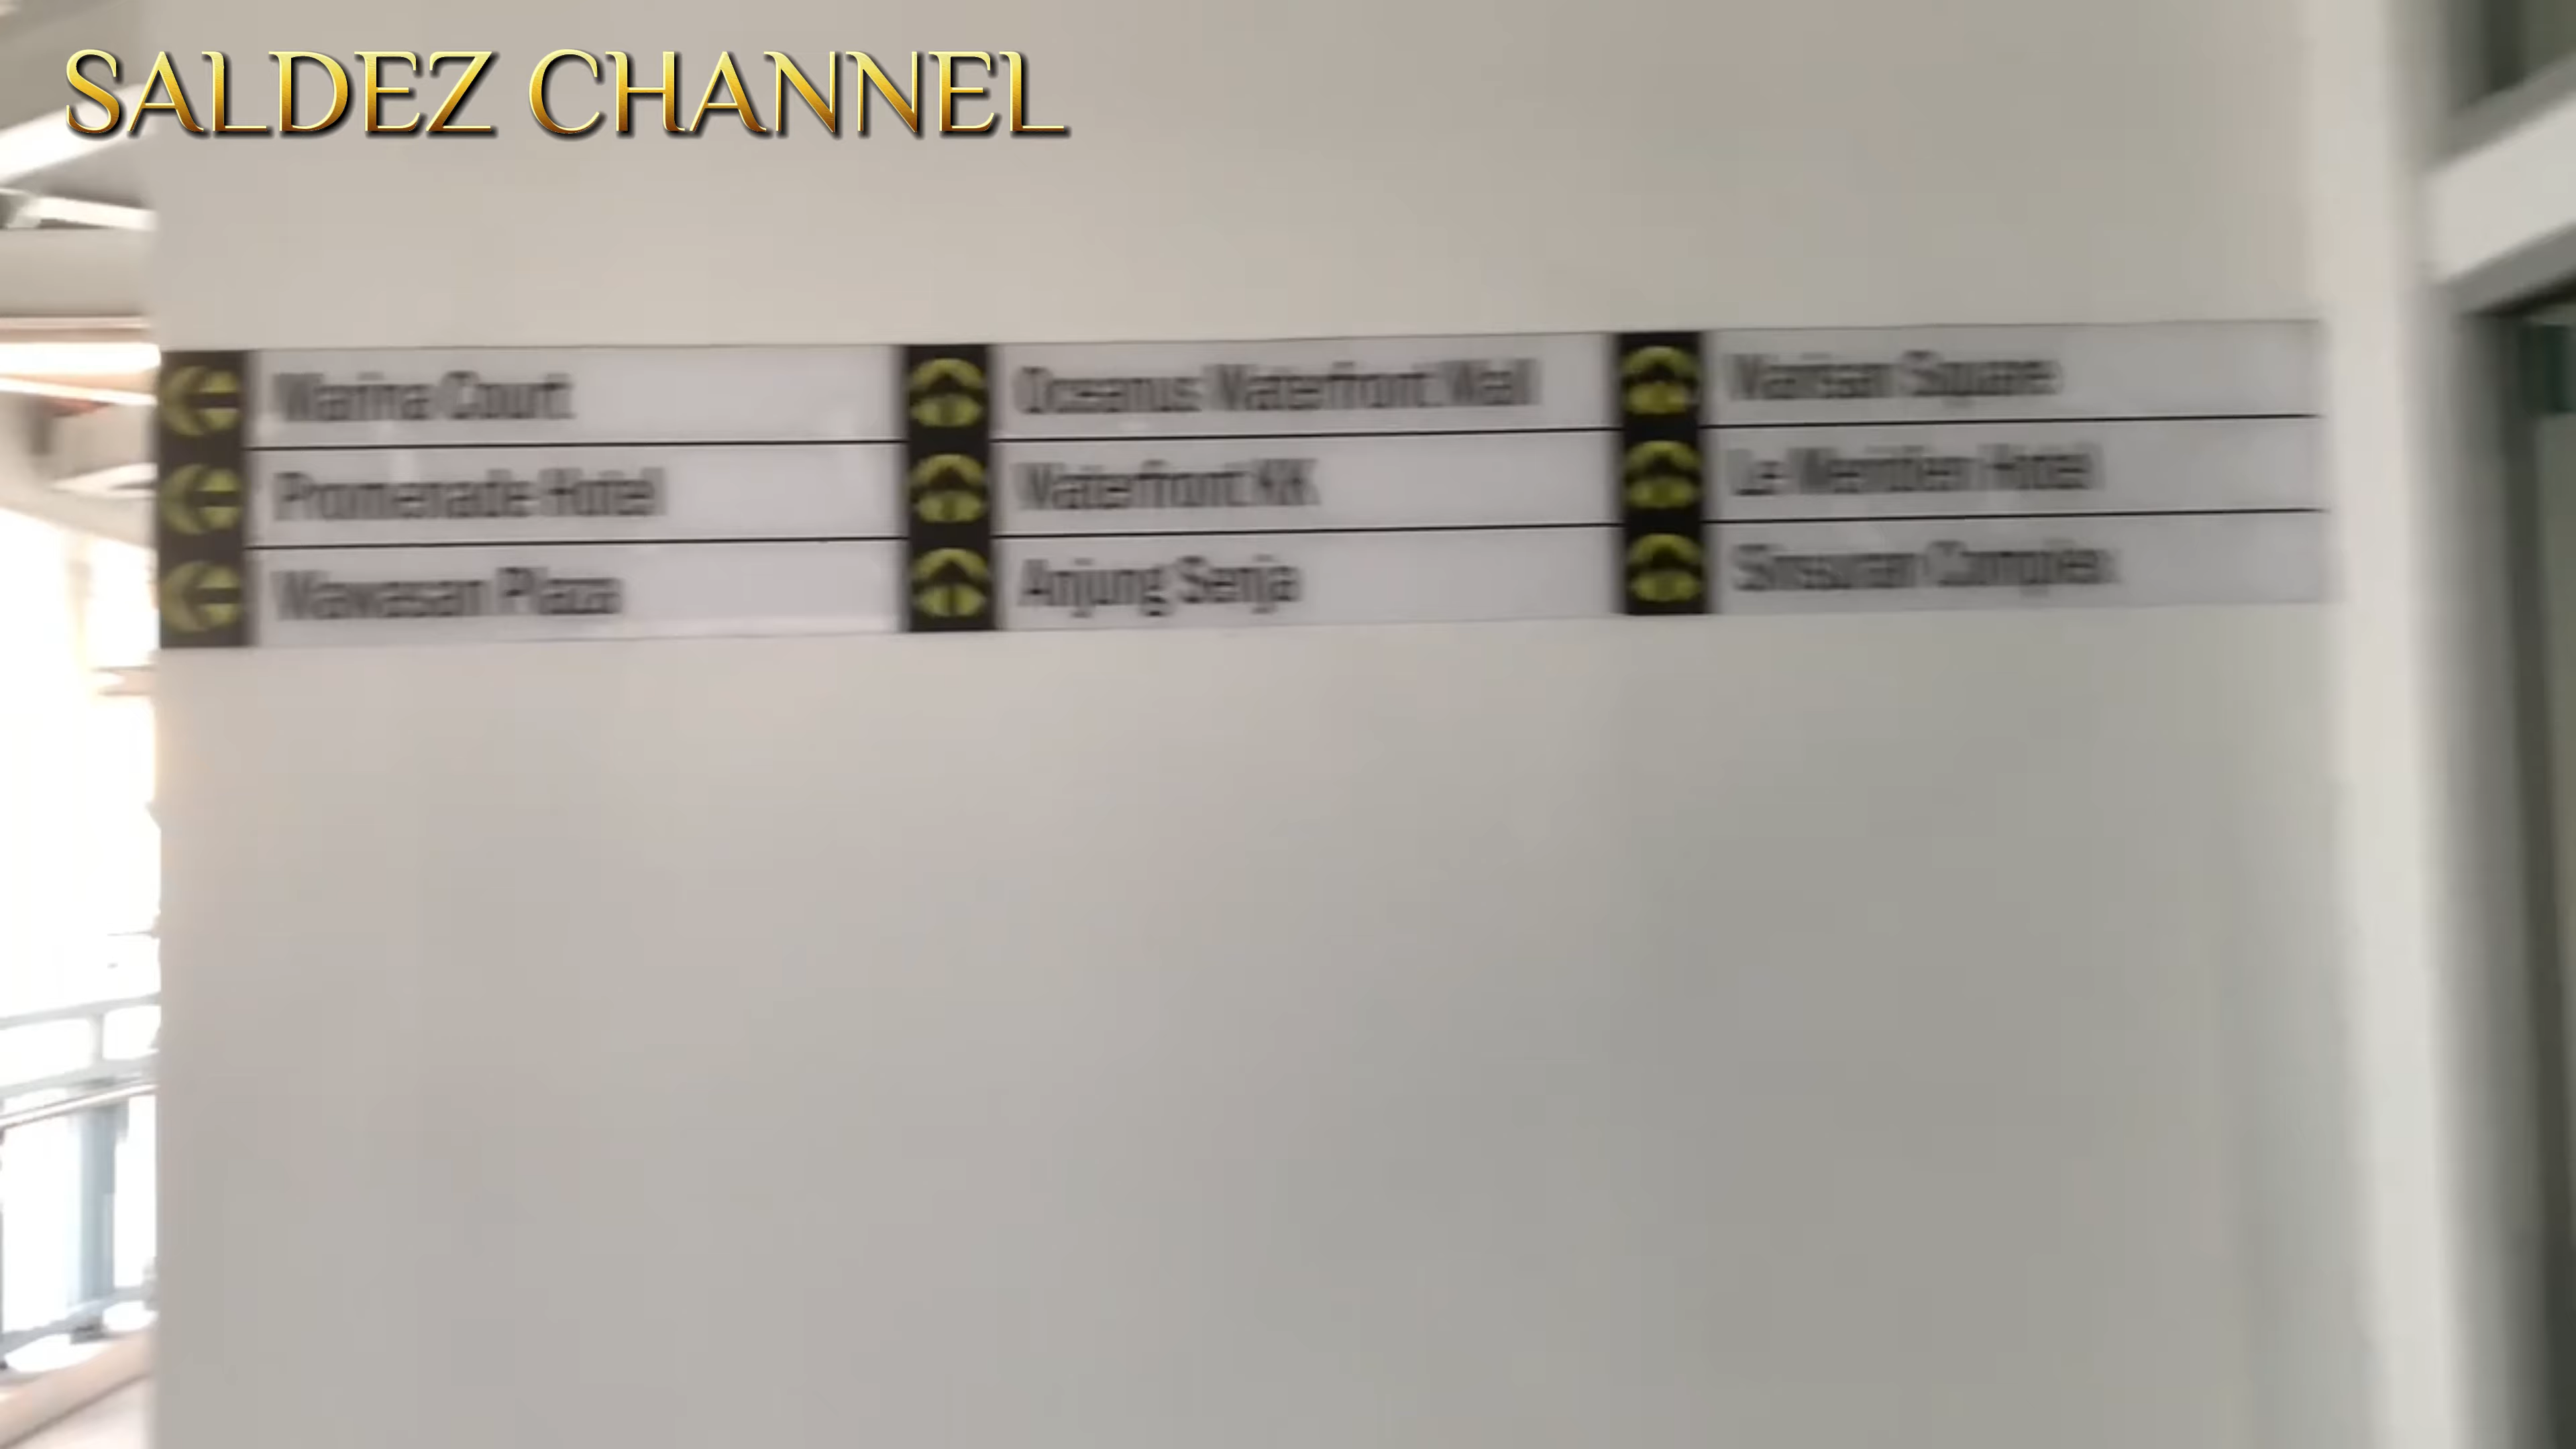 SALDEZ CHANNEL
Marina Court
Promenade Hotel
Wawasan Plaza
Oceanus Waterfront Mall
Waterfront KK
Anjung Senja
Warisan Square
Le Meridien Hotel
Sinsuran Complex